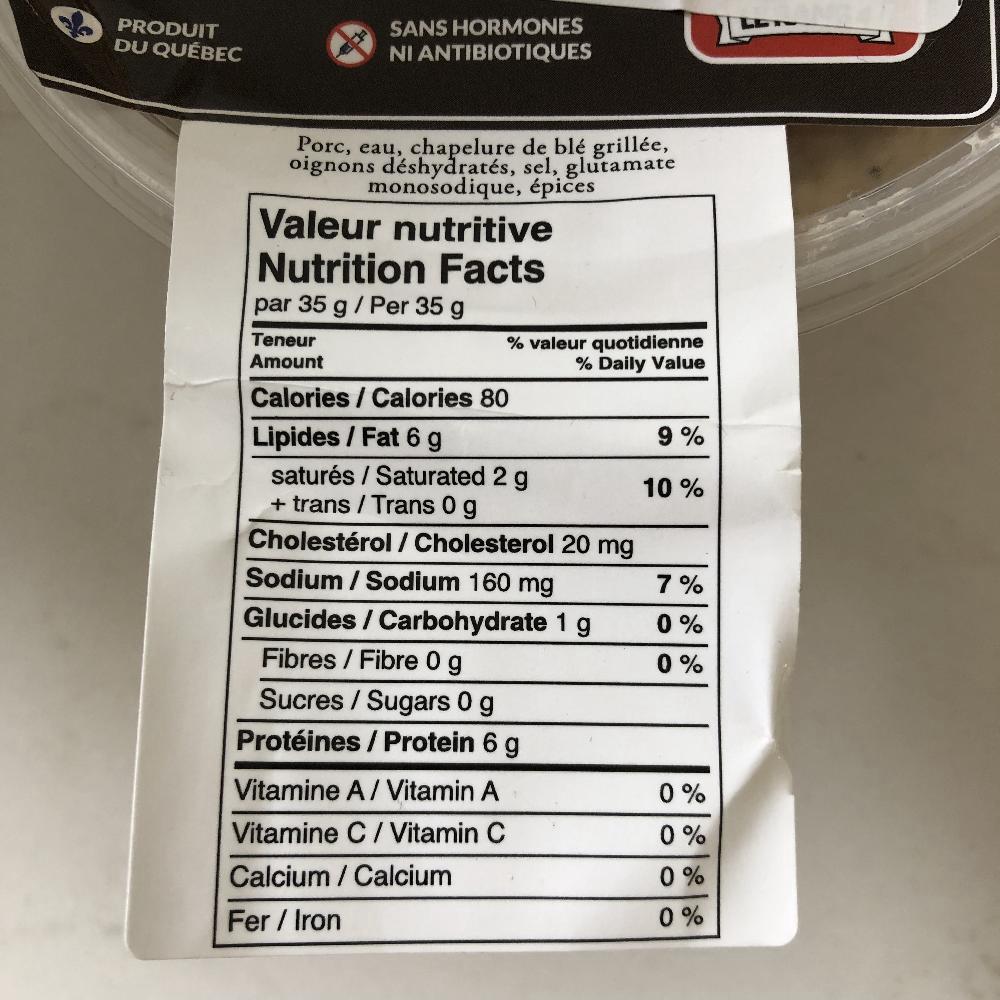 PRODUIT
DU QUÉBEC
SANS HORMONES
NI ANTIBIOTIQUES
Porc, eau, chapelure de blé grillée,
oignons déshydratés, sel, glutamate
monosodique, épices
Valeur nutritive
Nutrition Facts
par 35 g / Per 35 g
Teneur % valeur quotidienne
Amount % Daily Value
Calories / Calories 80
Lipides / Fat 6 g 9 %
saturés / Saturated 2 g
+ trans / Trans 0 g 10 %
Cholestérol / Cholesterol 20 mg
Sodium / Sodium 160 mg 7 %
Glucides / Carbohydrate 1 g 0 %
Fibres / Fibre 0 g 0 %
Sucres / Sugars 0 g
Protéines / Protein 6 g
Vitamine A / Vitamin A 0 %
Vitamine C / Vitamin C 0 %
Calcium / Calcium 0 %
Fer / Iron 0 %